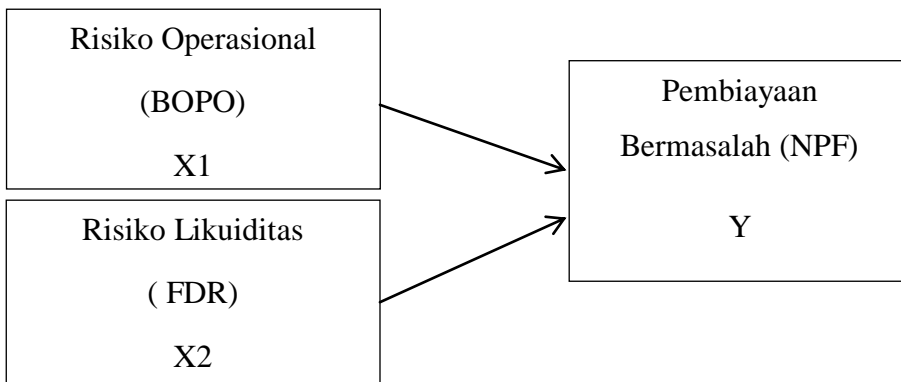 Risiko Operasional
(BOPO)
X1
Risiko Likuiditas
( FDR)
X2
Pembiayaan
Bermasalah (NPF)
Y